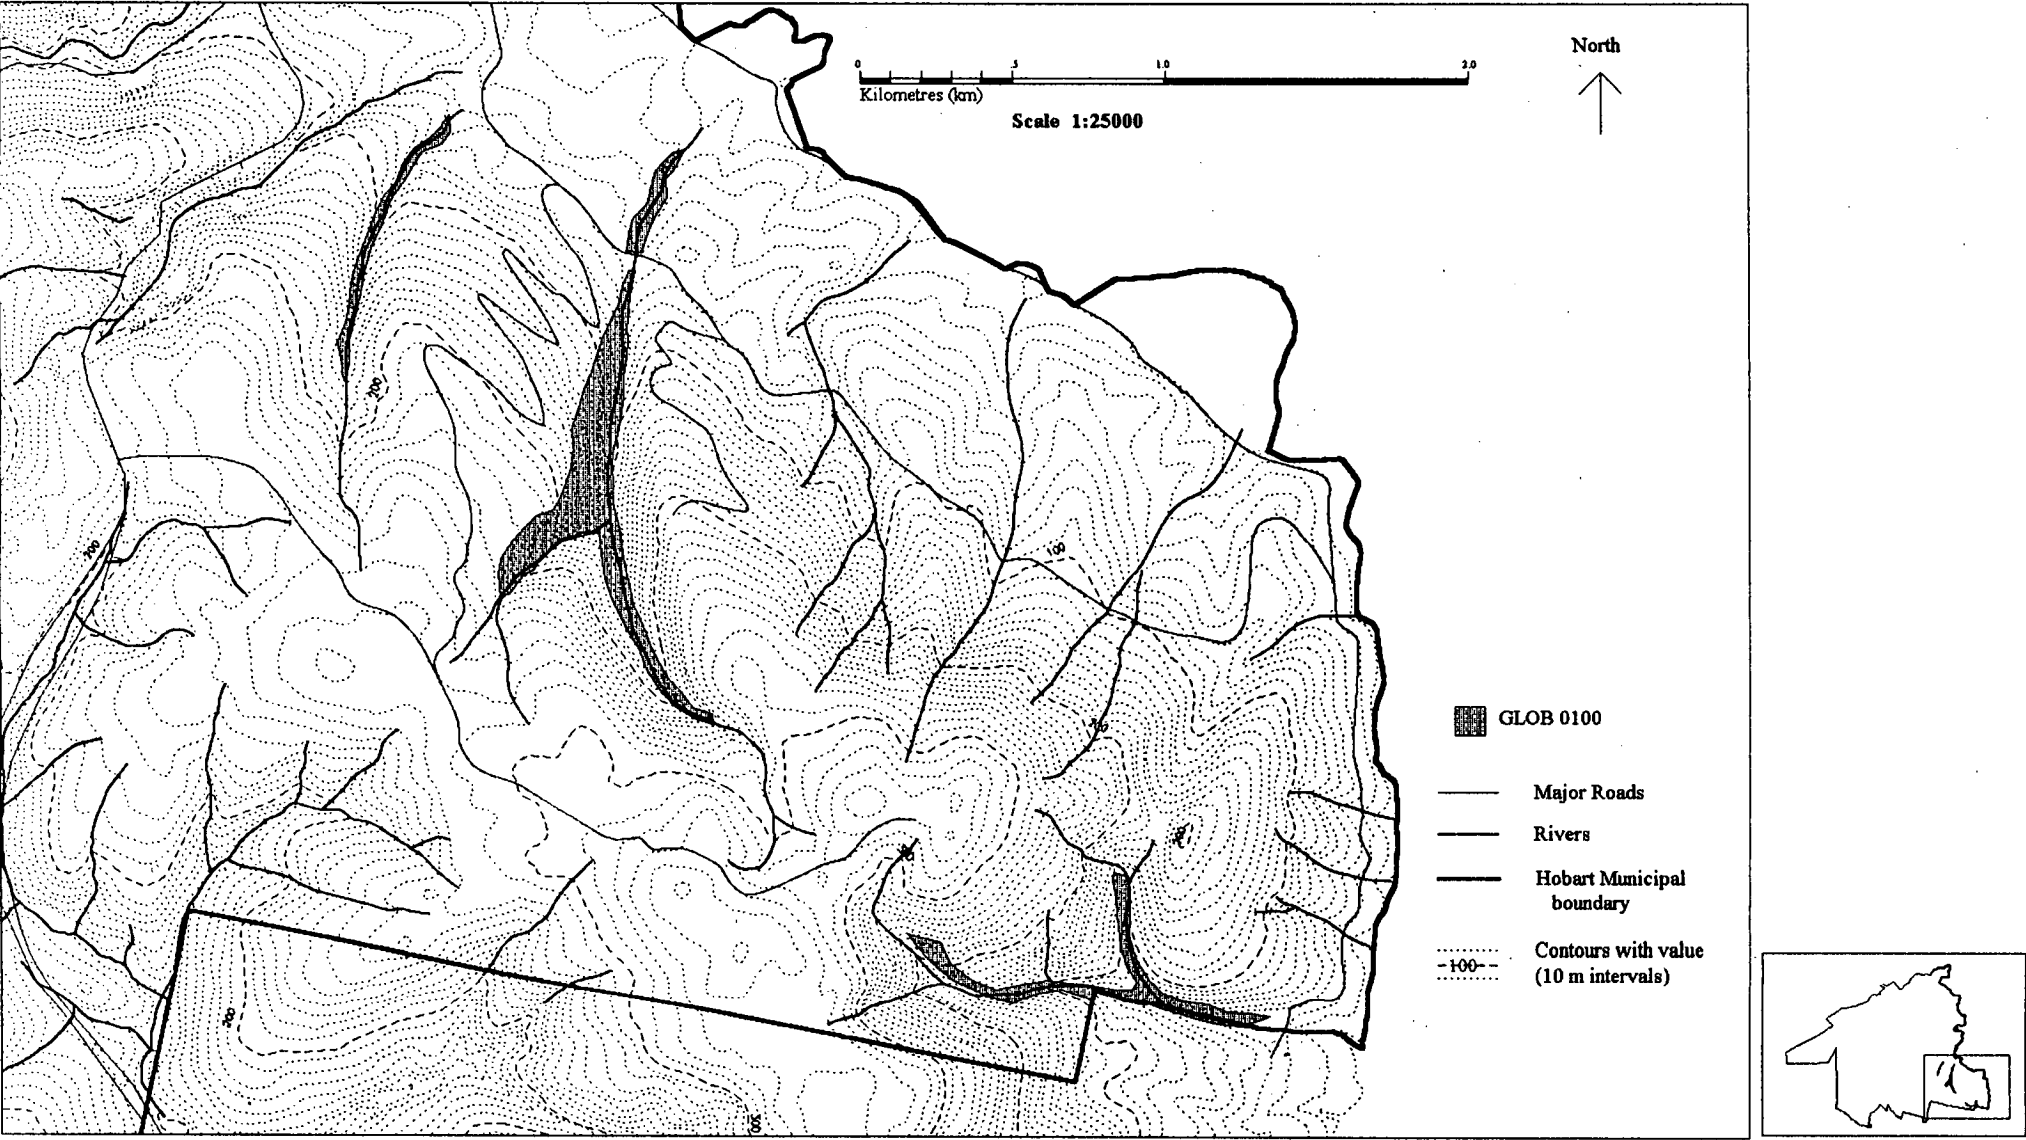 North
0 .5 1.0 2.0
Kilometres (km)
Scale 1:25000
200
200
100
200
GLOB 0100
Major Roads
Rivers
Hobart Municipal
boundary
Contours with value
-100-
(10 m intervals)
200
200